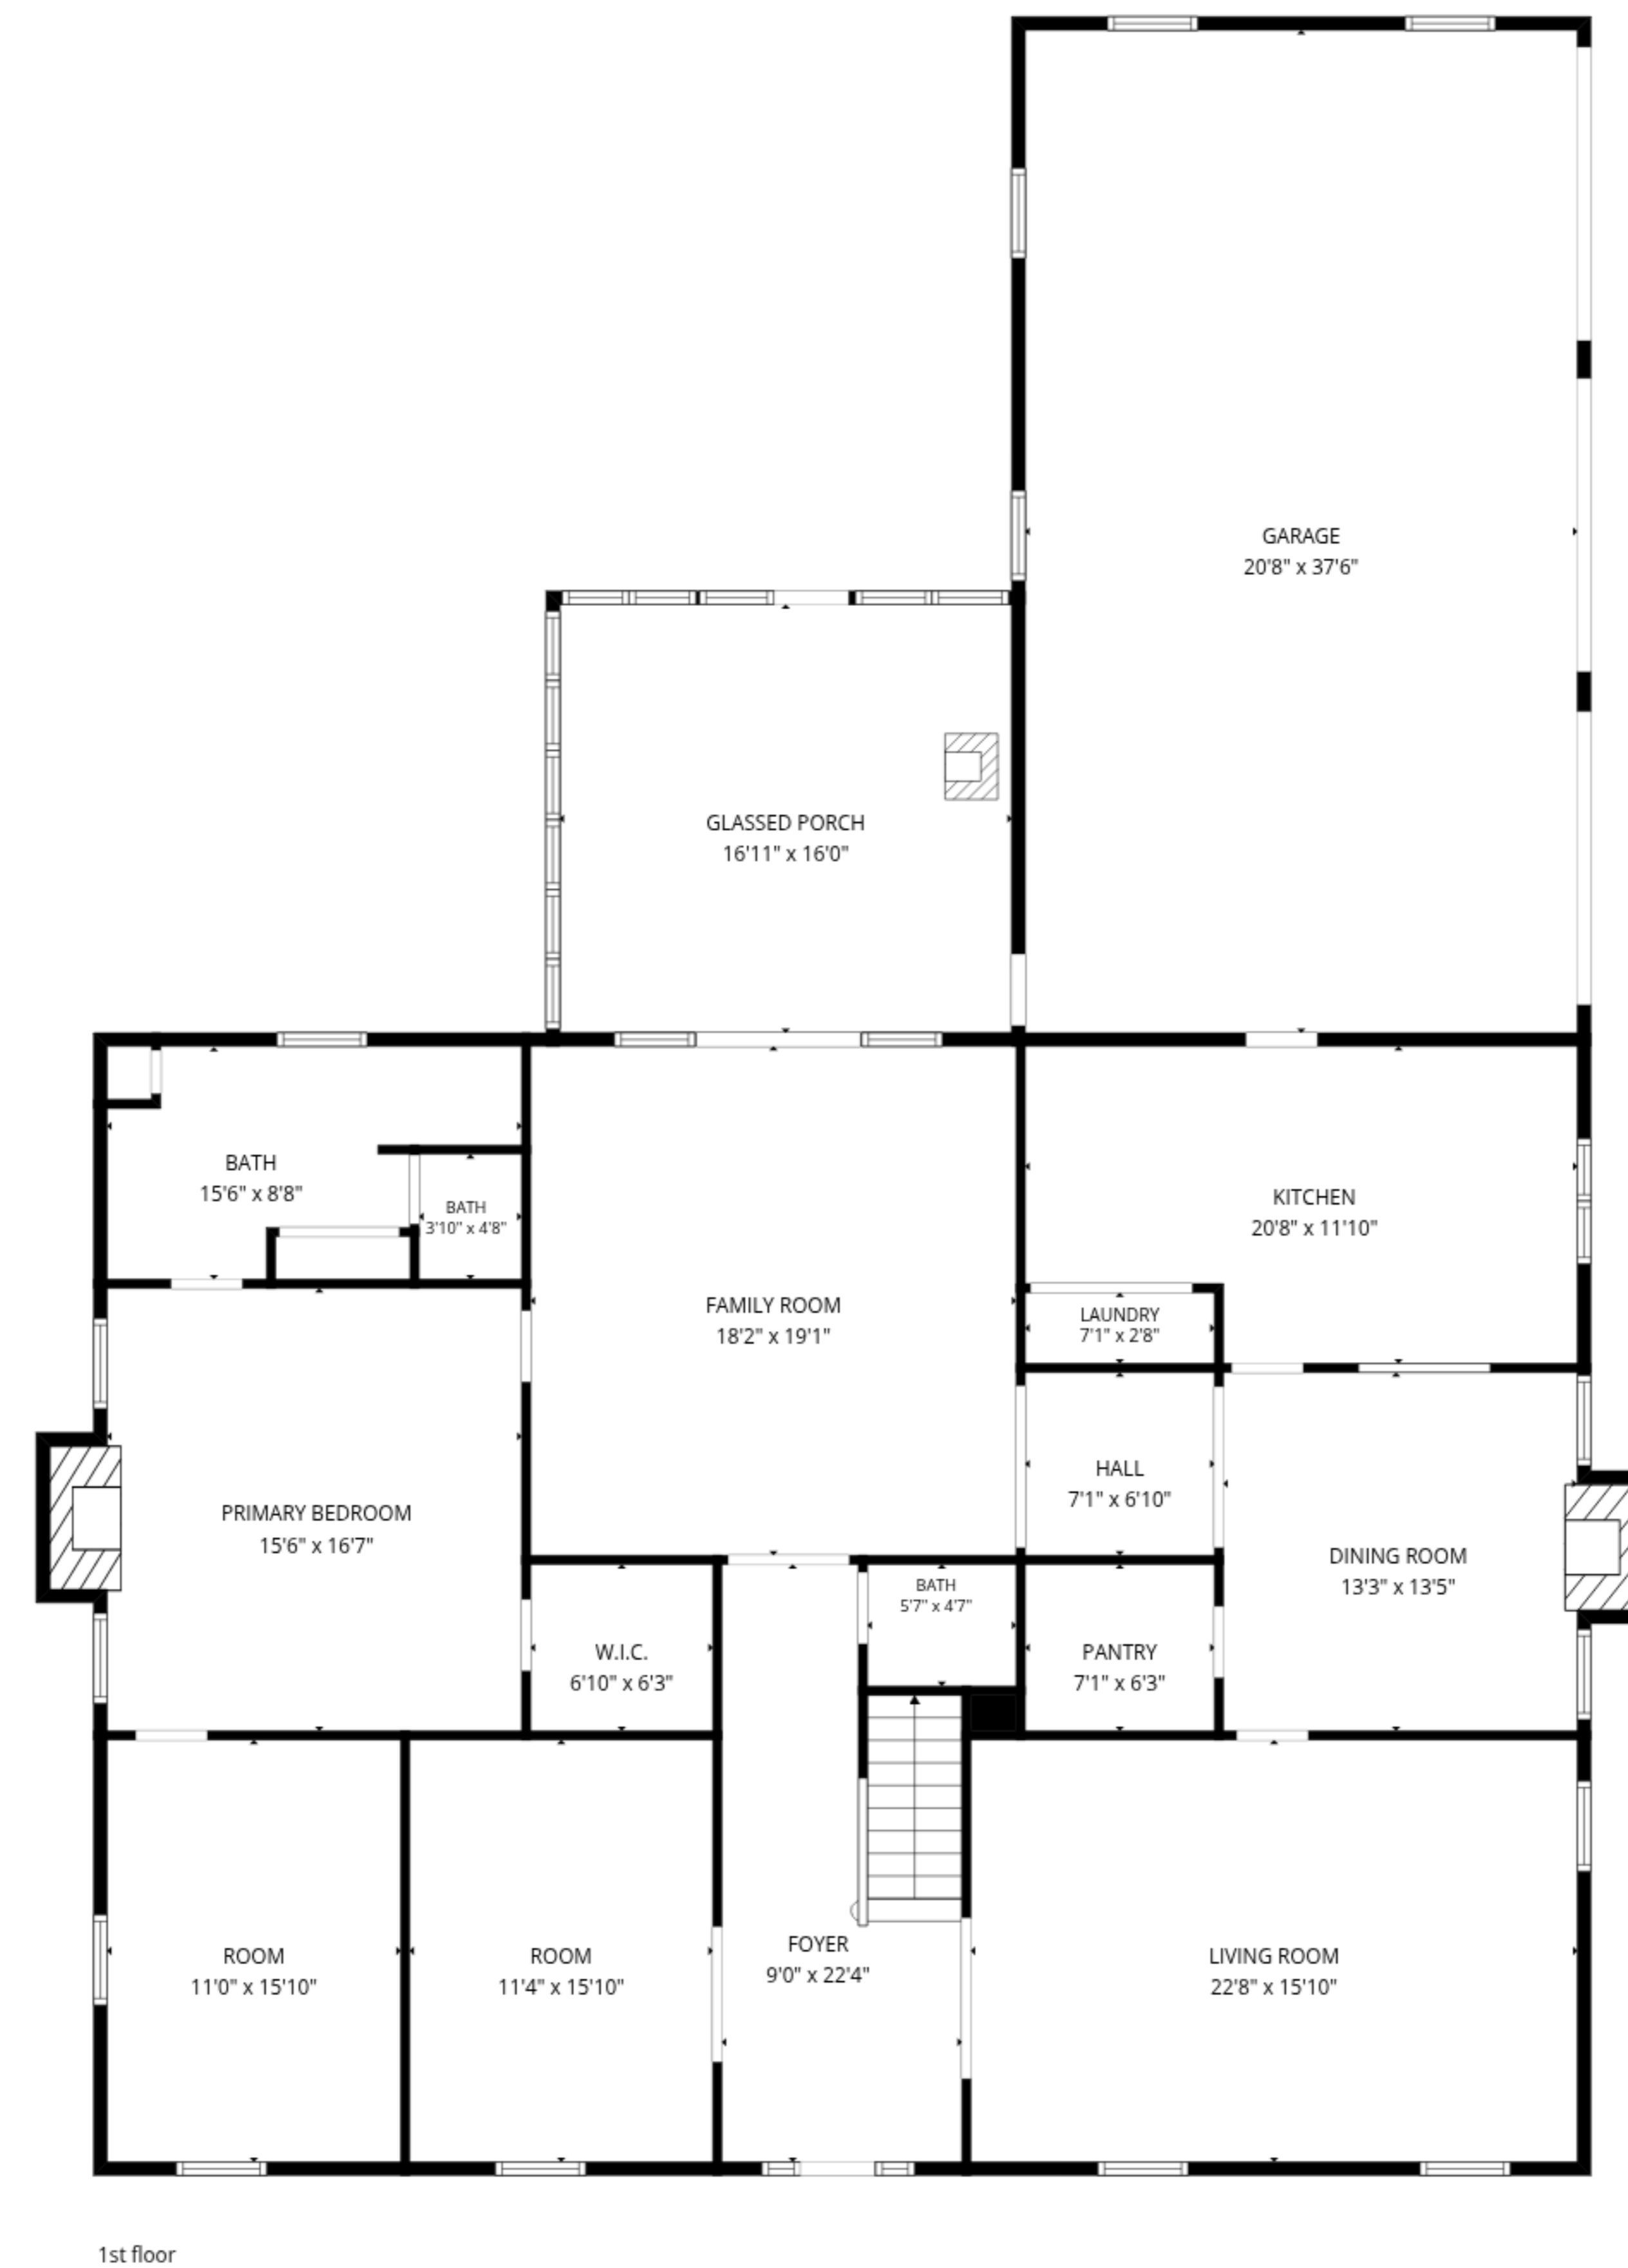 GARAGE
20'8" x 37'6"
GLASSED PORCH
16'11" x 16'0"
BATH
15'6" x 8'8"
BATH
3'10" x 4'8"
FAMILY ROOM
18'2" x 19'1"
KITCHEN
20'8" x 11'10"
LAUNDRY
7'1" x 2'8"
HALL
7'1" x 6'10"
PRIMARY BEDROOM
15'6" x 16'7"
DINING ROOM
13'3" x 13'5"
BATH
5'7" x 4'7"
W.I.C.
6'10" x 6'3"
PANTRY
7'1" x 6'3"
ROOM
11'0" x 15'10"
ROOM
11'4" x 15'10"
FOYER
9'0" x 22'4"
LIVING ROOM
22'8" x 15'10"
1st floor